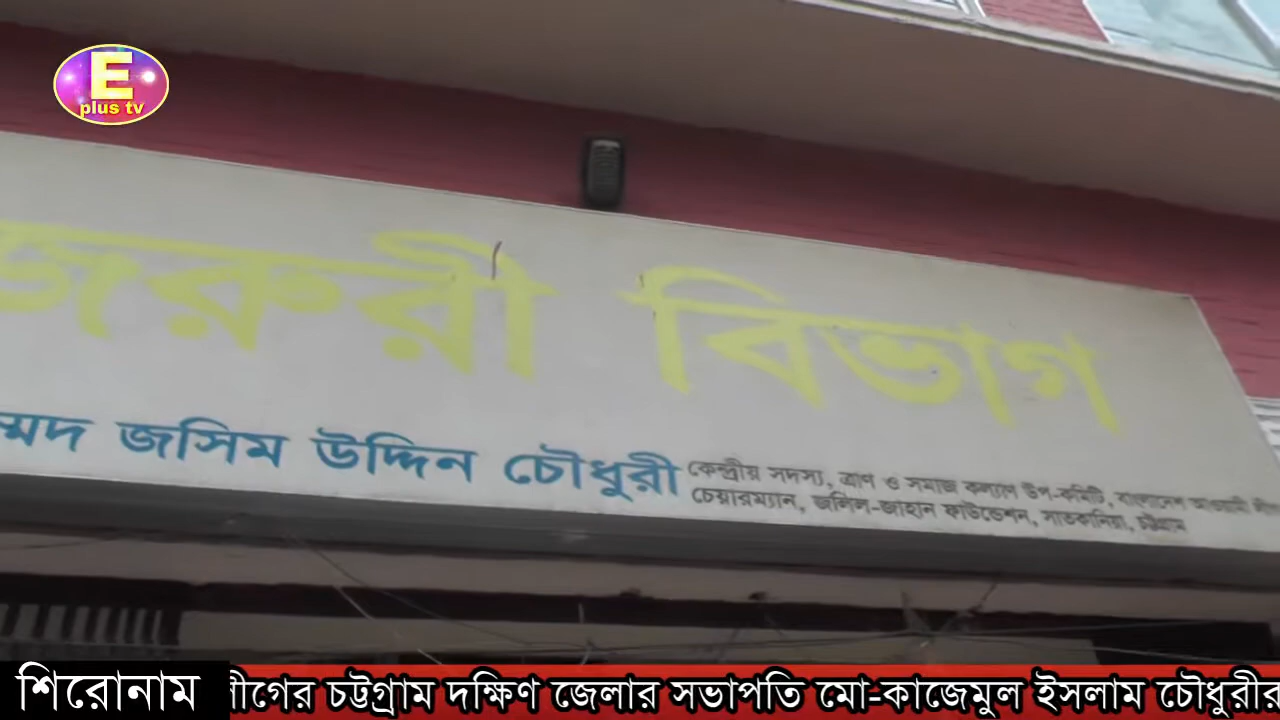 E
plus tv
জরুরী বিভাগ
জসিম উদ্দিন চৌধুরী
কেন্দ্রীয় সদস্য, ত্রাণ ও সমাজ কল্যাণ উপ-কমিটি, বাংলাদেশ আওয়ামী
চেয়ারম্যান, জলিল-জাহান ফাউন্ডেশন, সাতকানিয়া, চট্টগ্রাম
শিরোনাম
চট্টগ্রাম দক্ষিণ জেলার সভাপতি মো-কাজেমুল ইসলাম চৌধুরীর